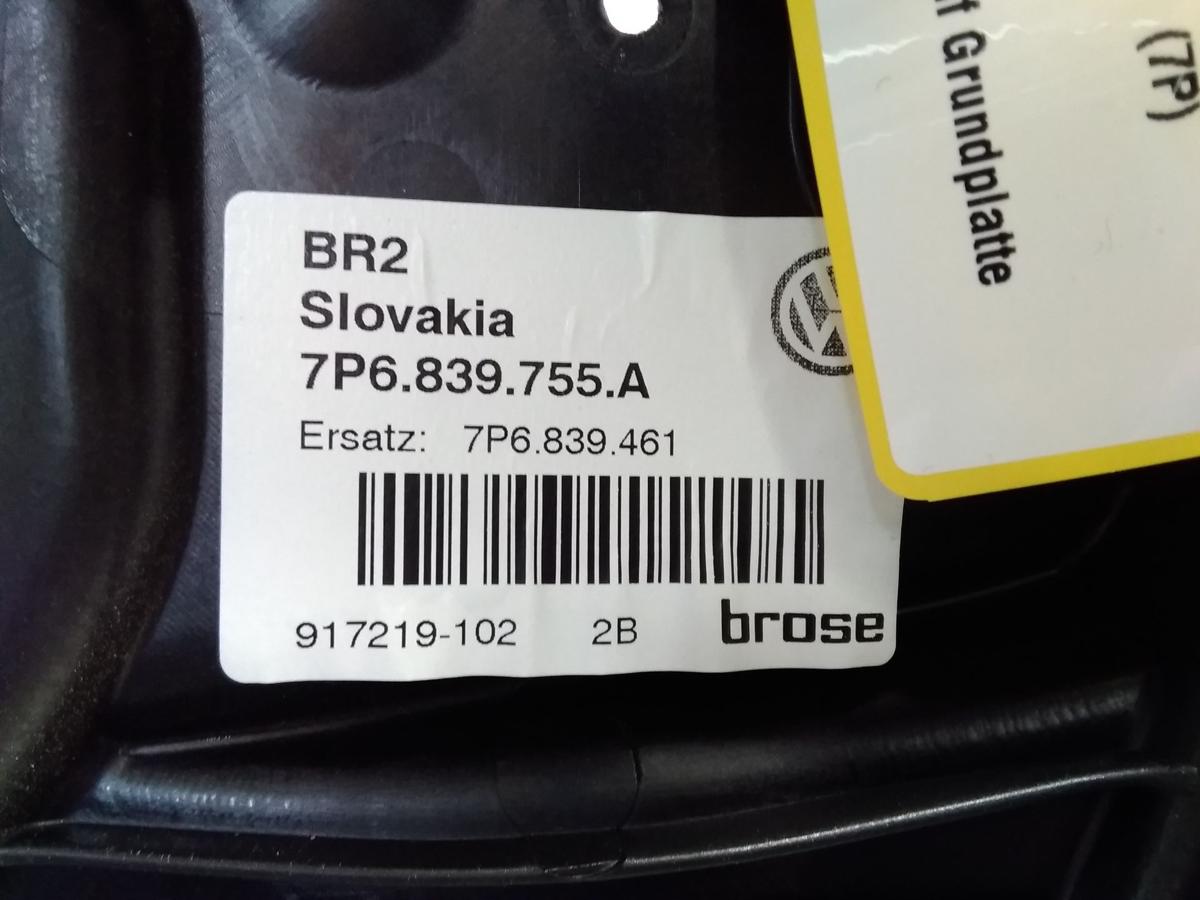 BR2
Slovakia
7P6.839.755.A
Ersatz: 7P6.839.461
917219-102 2B brose
(7P)
Grundplatte